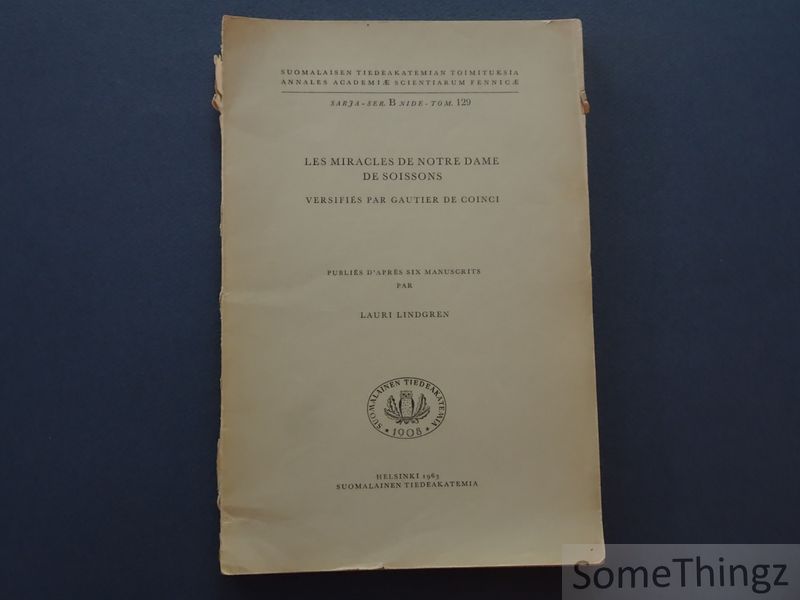 SUOMALAISEN TIEDEAKATEMIAN TOIMITUKSIA
ANNALES ACADEMIÆ SCIENTIARUM FENNICÆ
SARJA - SER. B NIDE - TOM. 129
LES MIRACLES DE NOTRE DAME
DE SOISSONS
VERSIFIÉS PAR GAUTIER DE COINCI
PUBLIÉS D'APRÈS SIX MANUSCRITS
PAR
LAURI LINDGREN
SUOMALAINEN TIEDEAKATEMIA
* 1908 *
HELSINKI 1963
SUOMALAINEN TIEDEAKATEMIA
SomeThingz